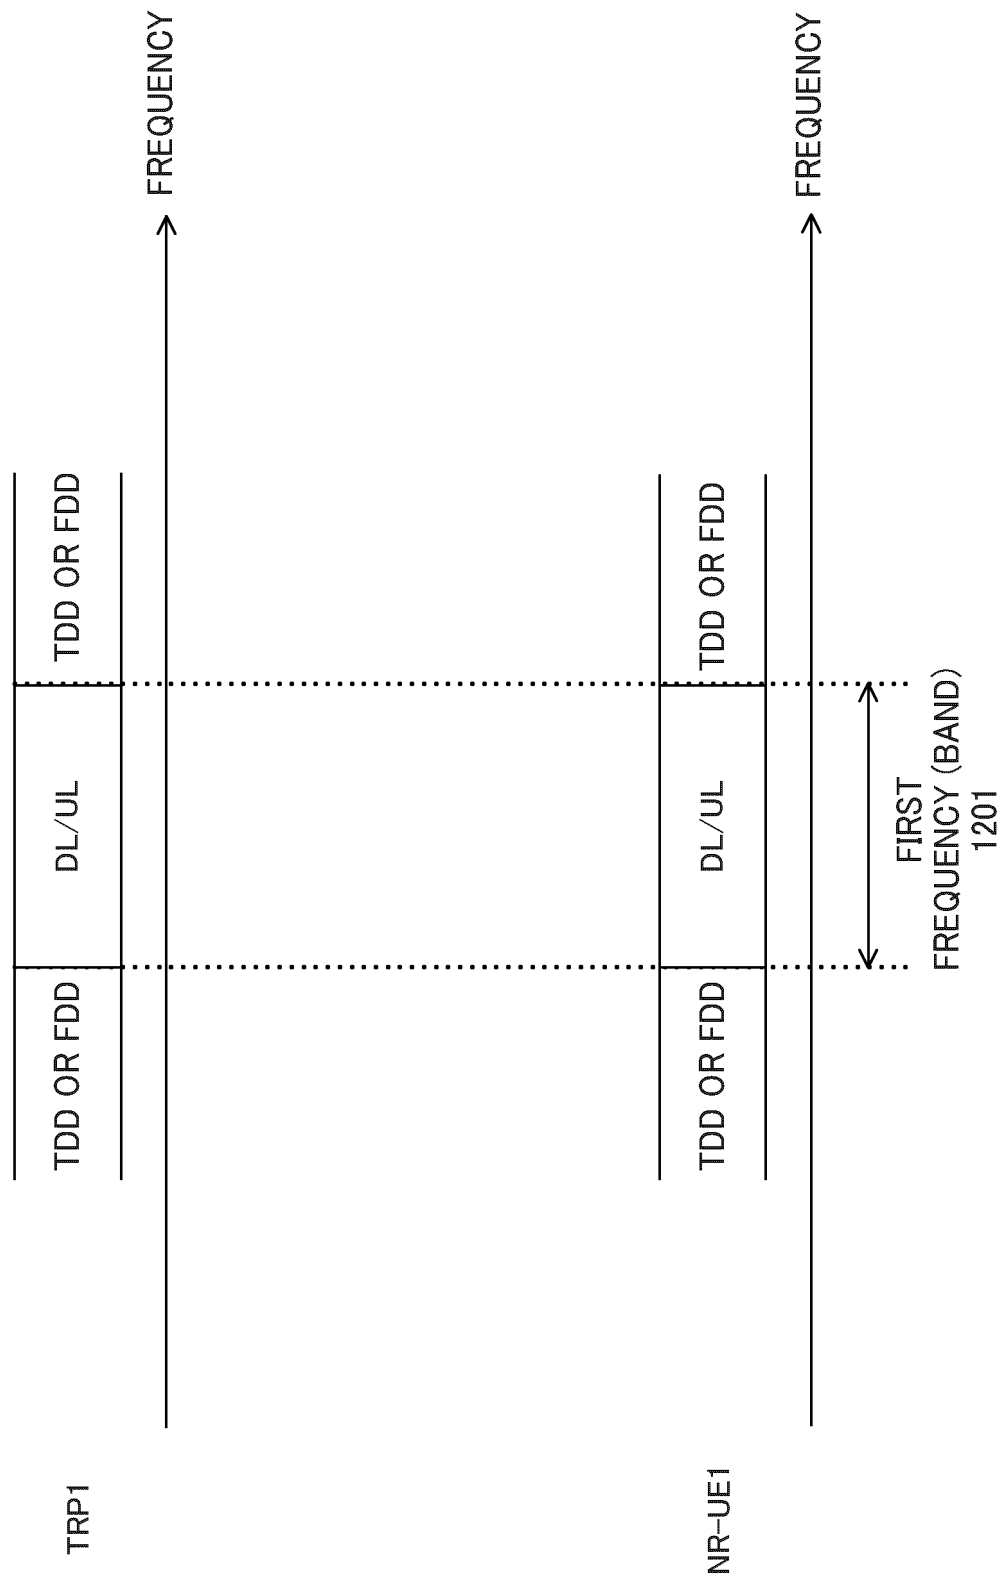 TRP1
TDD OR FDD
DL/UL
TDD OR FDD
FREQUENCY
NR-UE1
TDD OR FDD
DL/UL
TDD OR FDD
FREQUENCY
FIRST
FREQUENCY (BAND)
1201